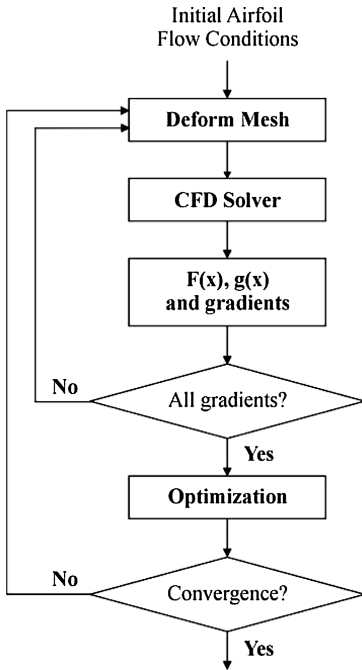 Initial Airfoil
Flow Conditions
Deform Mesh
CFD Solver
F(x), g(x)
and gradients
No
All gradients?
Yes
Optimization
No
Convergence?
Yes